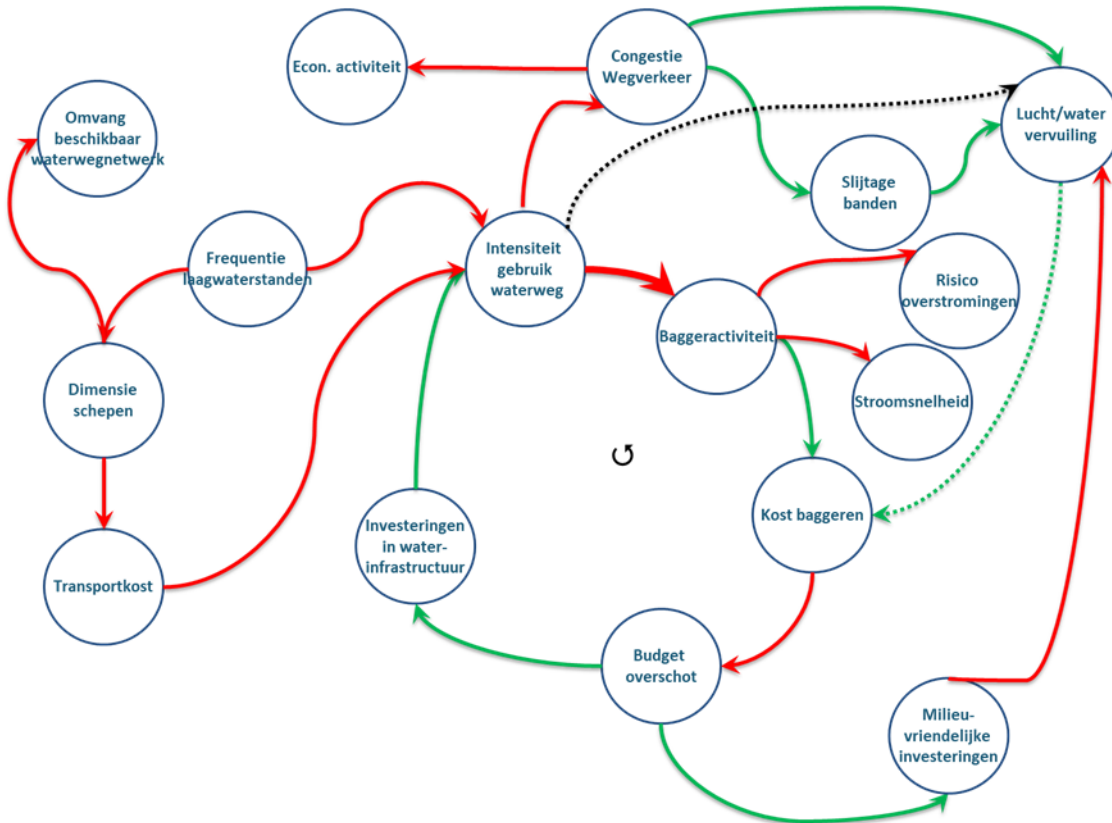 Econ. activiteit
Congestie
Wegverkeer
Omvang
beschikbaar
waterwegnetwerk
Lucht/water
vervuiling
Slijtage
banden
Frequentie
laagwaterstanden
Intensiteit
gebruik
waterweg
Risico
overstromingen
Baggeractiviteit
Dimensie
schepen
Stroomsnelheid
Kost baggeren
Investeringen
in water-
infrastructuur
Transportkost
Budget
overschot
Milieu-
vriendelijke
investeringen